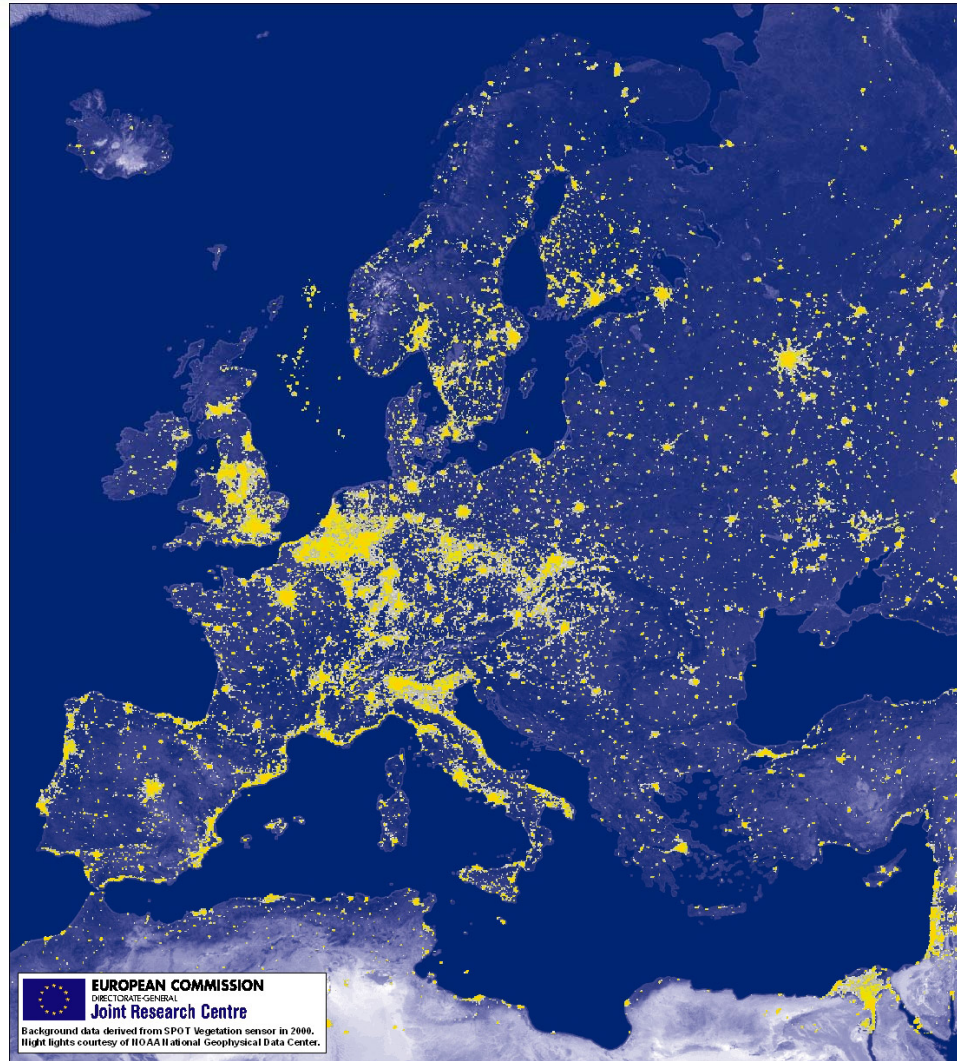 EUROPEAN COMMISSION
DIRECTORATE-GENERAL
Joint Research Centre
Background data derived from SPOT Vegetation sensor in 2000.
Night lights courtesy of NOAA National Geophysical Data Center.